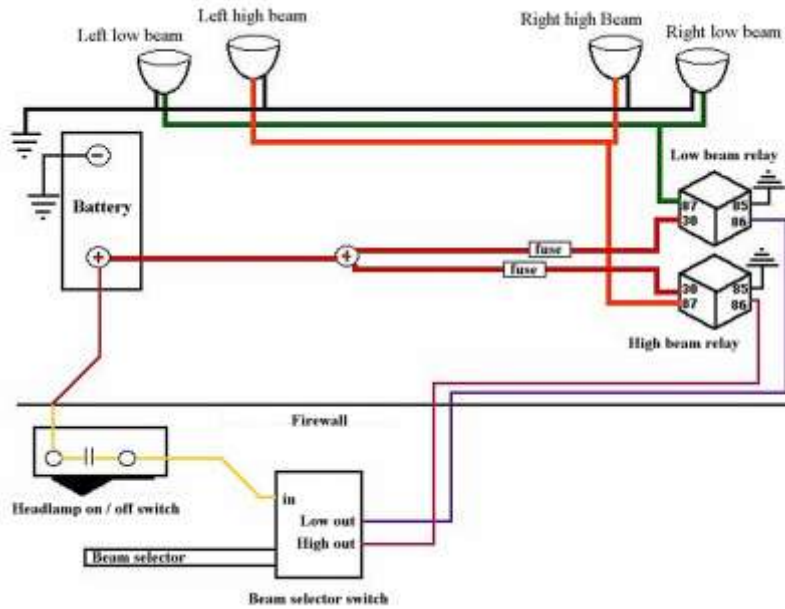 Left low beam
Left high beam
Right high Beam
Right low beam
Low beam relay
87
85
30
86
Battery
fuse
fuse
30
85
87
86
High beam relay
Firewall
Headlamp on / off switch
in
Low out
High out
Beam selector
Beam selector switch